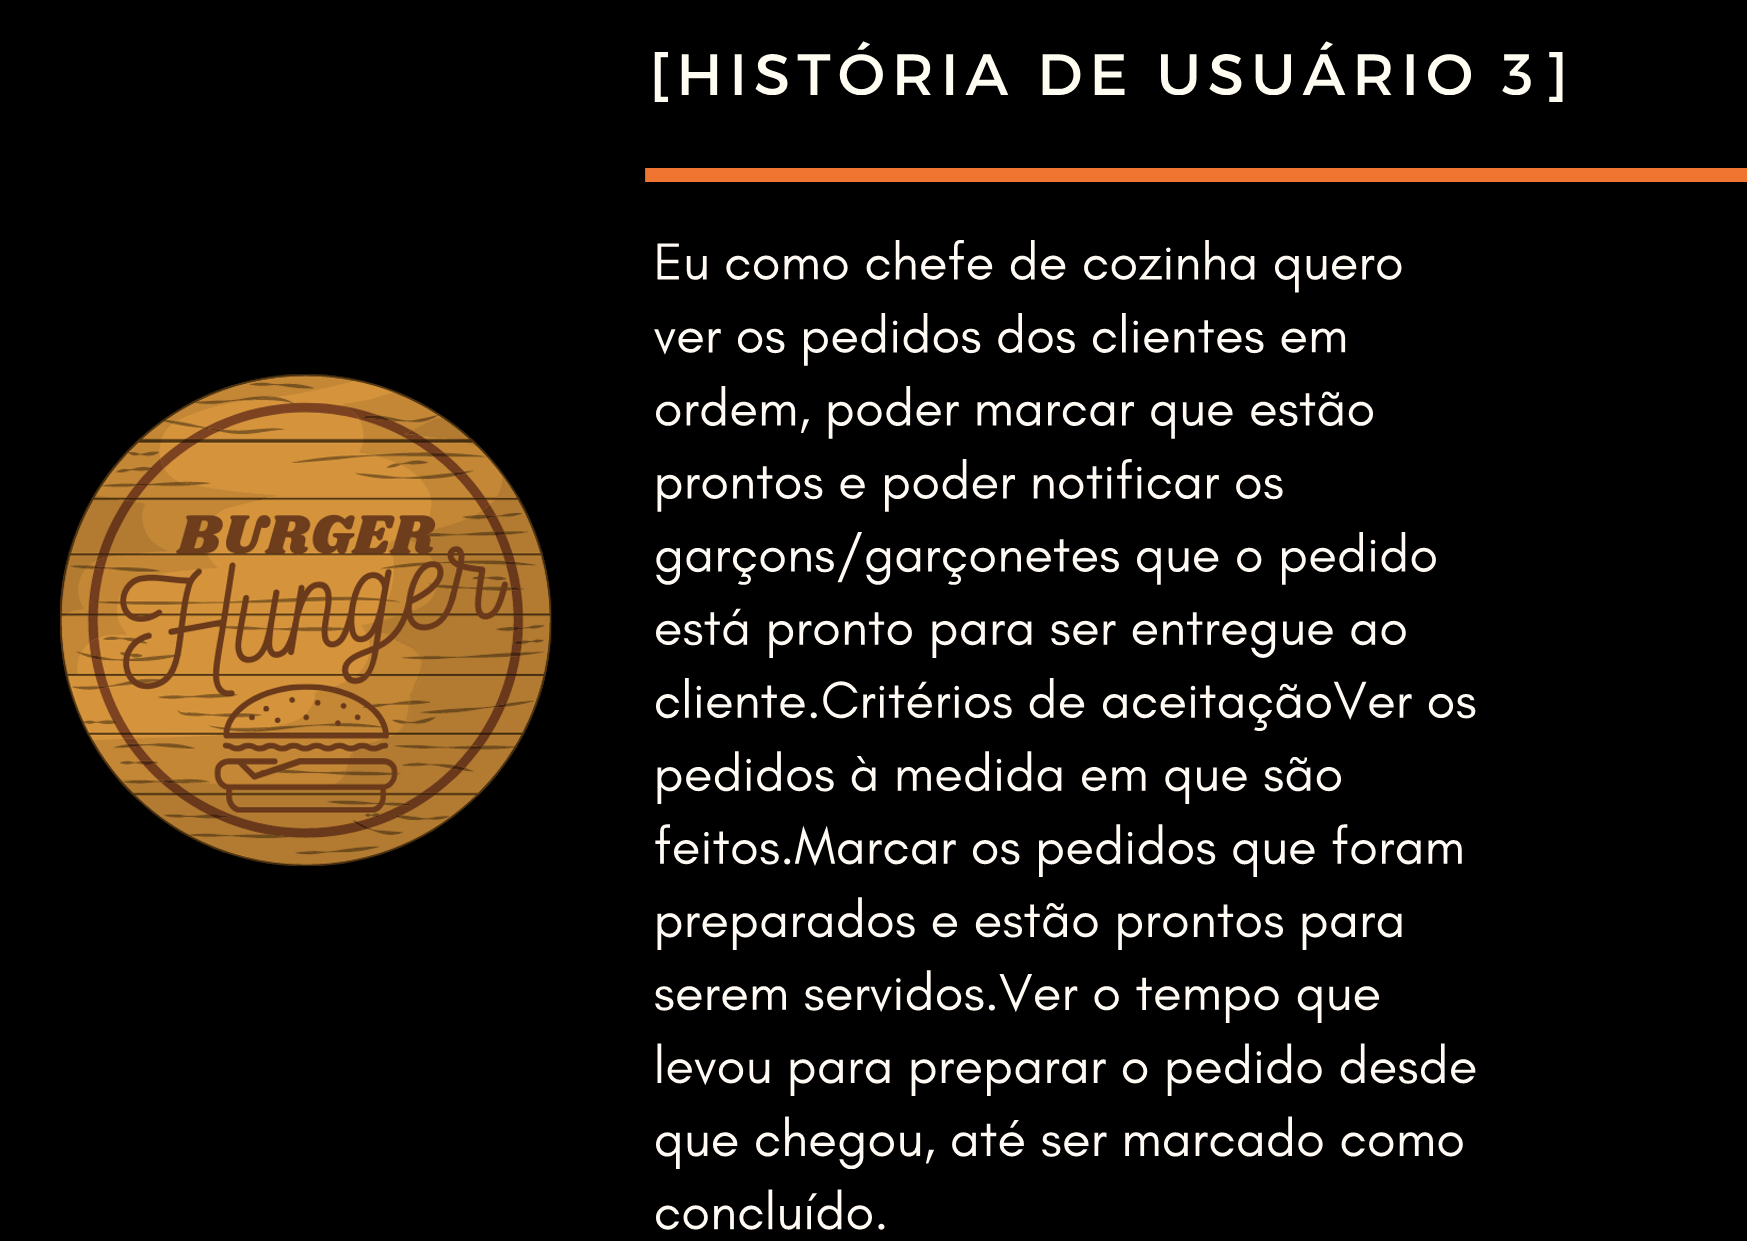 [HISTÓRIA DE USUÁRIO 3]
Eu como chefe de cozinha quero
ver os pedidos dos clientes em
ordem, poder marcar que estão
prontos e poder notificar os
garçons/garçonetes que o pedido
está pronto para ser entregue ao
cliente.Critérios de aceitaçãoVer os
pedidos à medida em que são
feitos.Marcar os pedidos que foram
preparados e estão prontos para
serem servidos.Ver o tempo que
levou para preparar o pedido desde
que chegou, até ser marcado como
concluído.
BURGER
Hunger